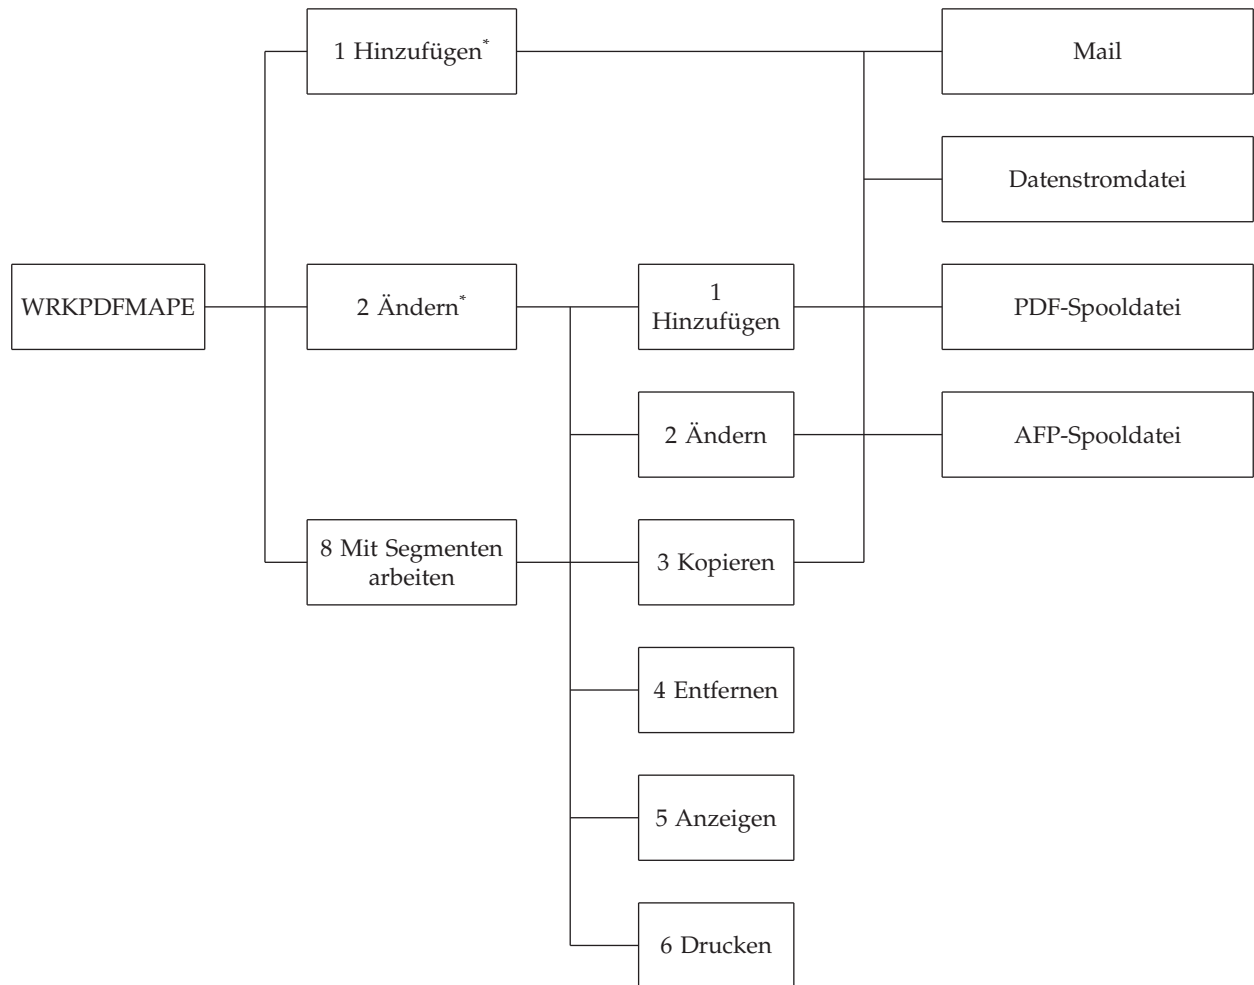 1 Hinzufügen*
Mail
Datenstromdatei
WRKPDFMAPE
2 Ändern*
1
Hinzufügen
PDF-Spooldatei
2 Ändern
AFP-Spooldatei
8 Mit Segmenten
arbeiten
3 Kopieren
4 Entfernen
5 Anzeigen
6 Drucken